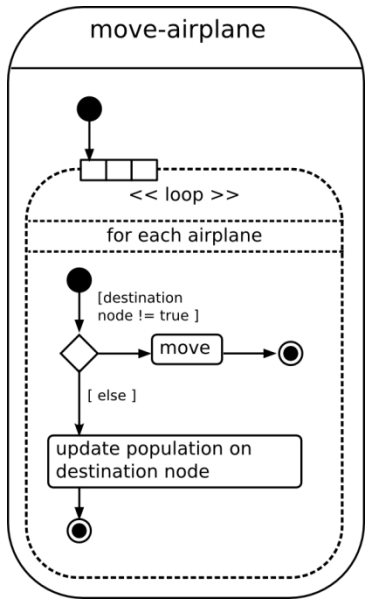 move-airplane
<< loop >>
for each airplane
[destination
node != true ]
move
[ else ]
update population on
destination node